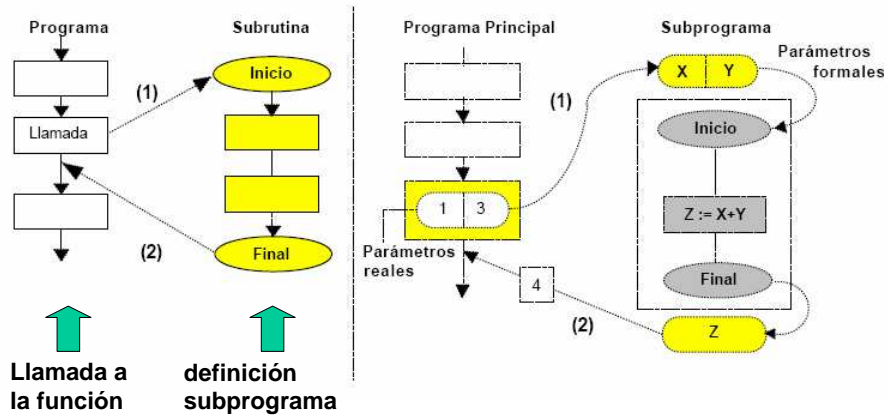 Programa
Subrutina
Inicio
(1)
Llamada
(2)
Final
Llamada a
la función
definición
subprograma
Programa Principal
Subprograma
Parámetros
formales
X Y
(1)
Inicio
1 3
Z := X+Y
Parámetros
reales
Final
4
(2)
Z